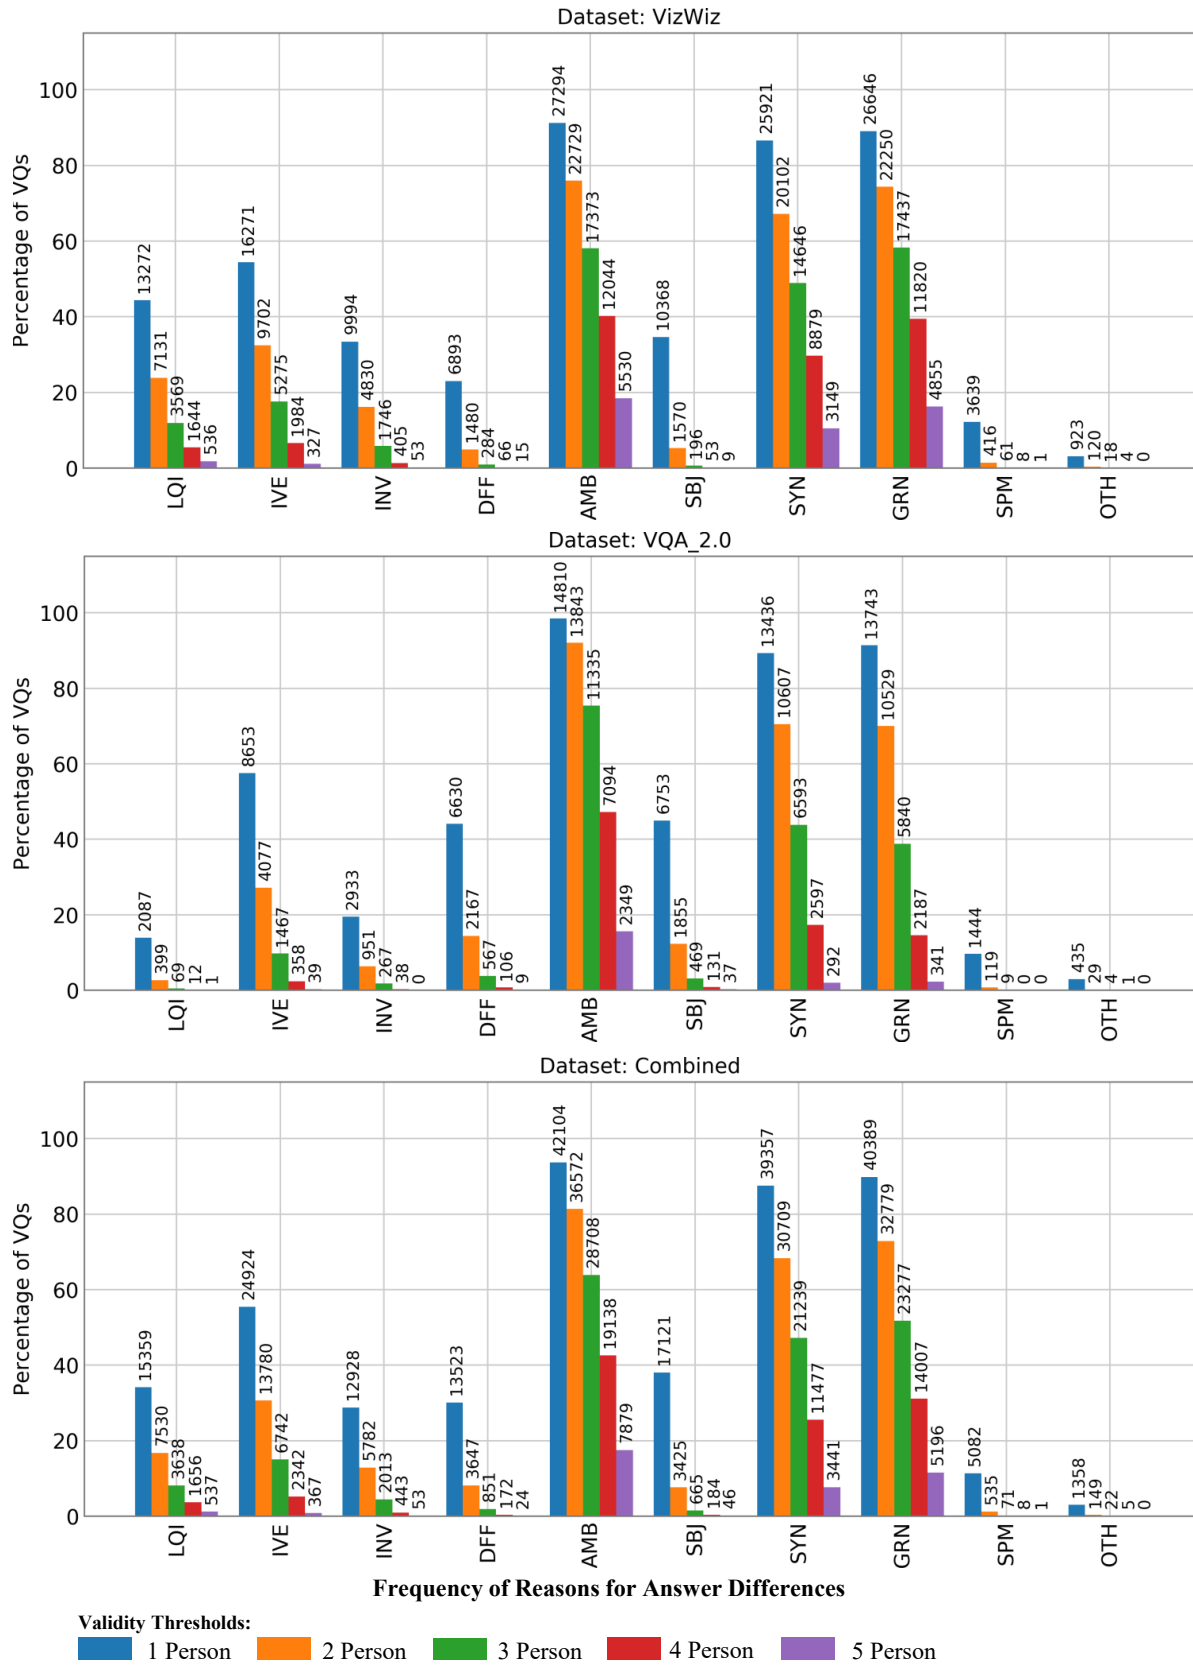 Dataset: VizWiz
Percentage of VQs
100
80
60
40
20
0
13272 7131 3569 1644 536
16271 9702 5275 1984 327
9994 4830 1746 405 53
6893 1480 284 66 15
27294 22729 17373 12044 5530
10368 1570 196 53 9
25921 20102 14646 8879 3149
26646 22250 17437 11820 4855
3639 416 61 8 1
923 120 18 4 0
LQI IVE INV DFF AMB SBJ SYN GRN SPM OTH
Dataset: VQA_2.0
Percentage of VQs
100
80
60
40
20
0
2087 399 69 12 1
8653 4077 1467 358 39
2933 951 267 38 0
6630 2167 567 106 9
14810 13843 11335 7094 2349
6753 1855 469 131 37
13436 10607 6593 2597 292
13743 10529 5840 2187 341
1444 119 9 0 0
435 29 4 1 0
LQI IVE INV DFF AMB SBJ SYN GRN SPM OTH
Dataset: Combined
Percentage of VQs
100
80
60
40
20
0
15359 7530 3638 1656 537
24924 13780 6742 2342 367
12928 5782 2013 443 53
13523 3647 851 172 24
42104 36572 28708 19138 7879
17121 3425 665 184 46
39357 30709 21239 11477 3441
40389 32779 23277 14007 5196
5082 535 71 8 1
1358 149 22 5 0
LQI IVE INV DFF AMB SBJ SYN GRN SPM OTH
Frequency of Reasons for Answer Differences
Validity Thresholds:
1 Person 2 Person 3 Person 4 Person 5 Person